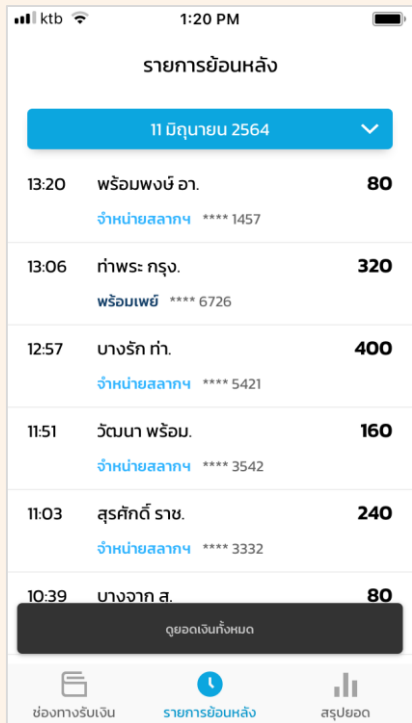 ktb 1:20 PM
รายการย้อนหลัง
11 มิถุนายน 2564
13:20 พร้อมพงษ์ อา. 80
จำหน่ายสลากฯ **** 1457
13:06 ท่าพระ กรุง. 320
พร้อมเพย์ **** 6726
12:57 บางรัก ท่า. 400
จำหน่ายสลากฯ **** 5421
11:51 วัฒนา พร้อม. 160
จำหน่ายสลากฯ **** 3542
11:03 สุรศักดิ์ ราช. 240
จำหน่ายสลากฯ **** 3332
10:39 บางจาก ส. 80
ดูยอดเงินทั้งหมด
ช่องทางรับเงิน รายการย้อนหลัง สรุปยอด